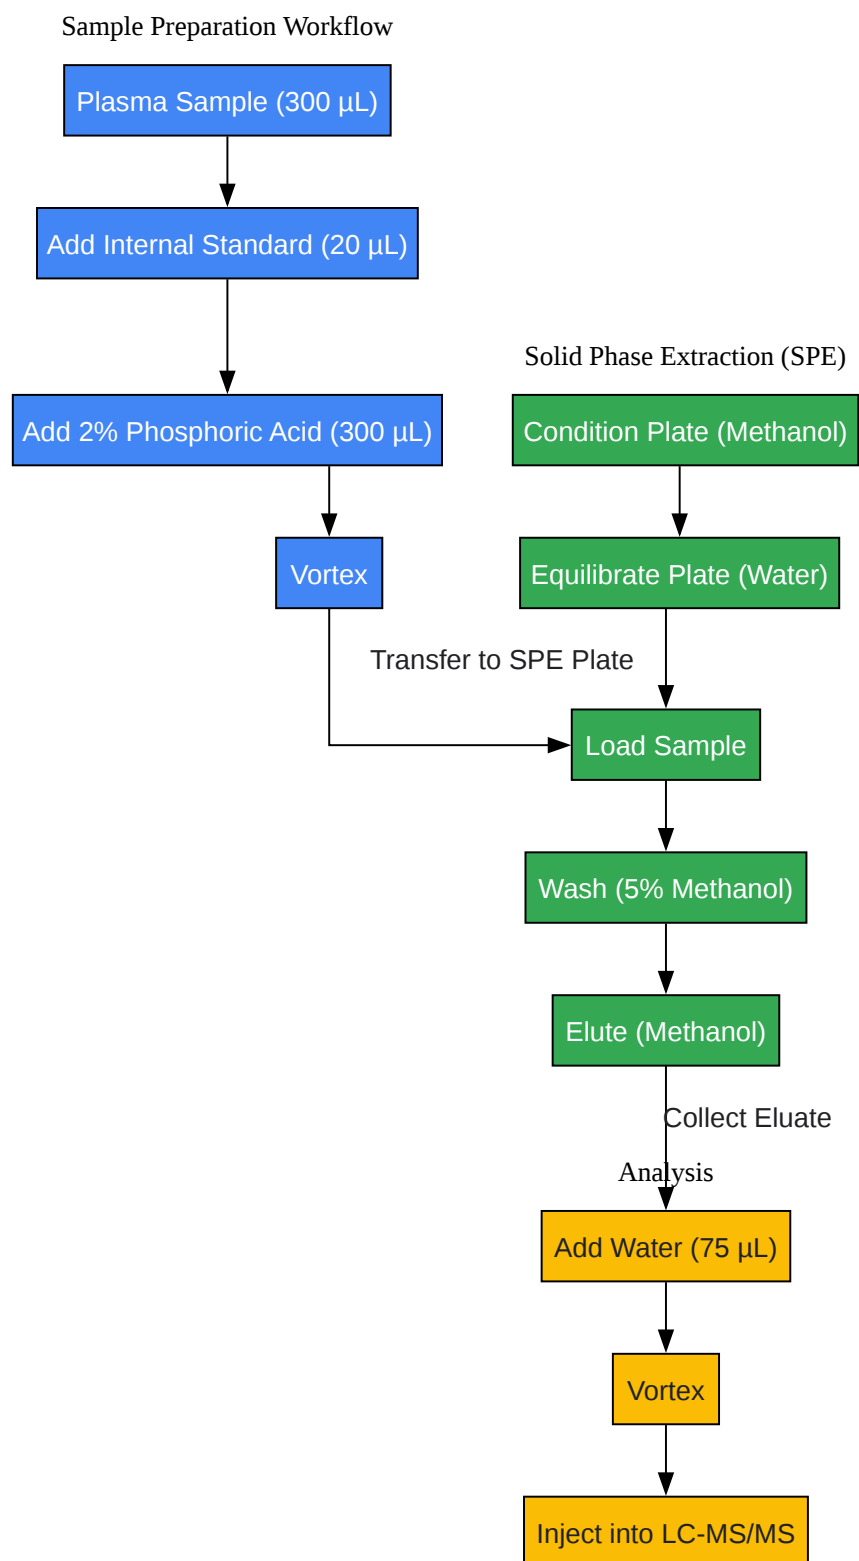 Sample Preparation Workflow
Plasma Sample (300 µL)
Add Internal Standard (20 µL)
Add 2% Phosphoric Acid (300 µL)
Vortex
Transfer to SPE Plate
Solid Phase Extraction (SPE)
Condition Plate (Methanol)
Equilibrate Plate (Water)
Load Sample
Wash (5% Methanol)
Elute (Methanol)
Collect Eluate
Analysis
Add Water (75 µL)
Vortex
Inject into LC-MS/MS